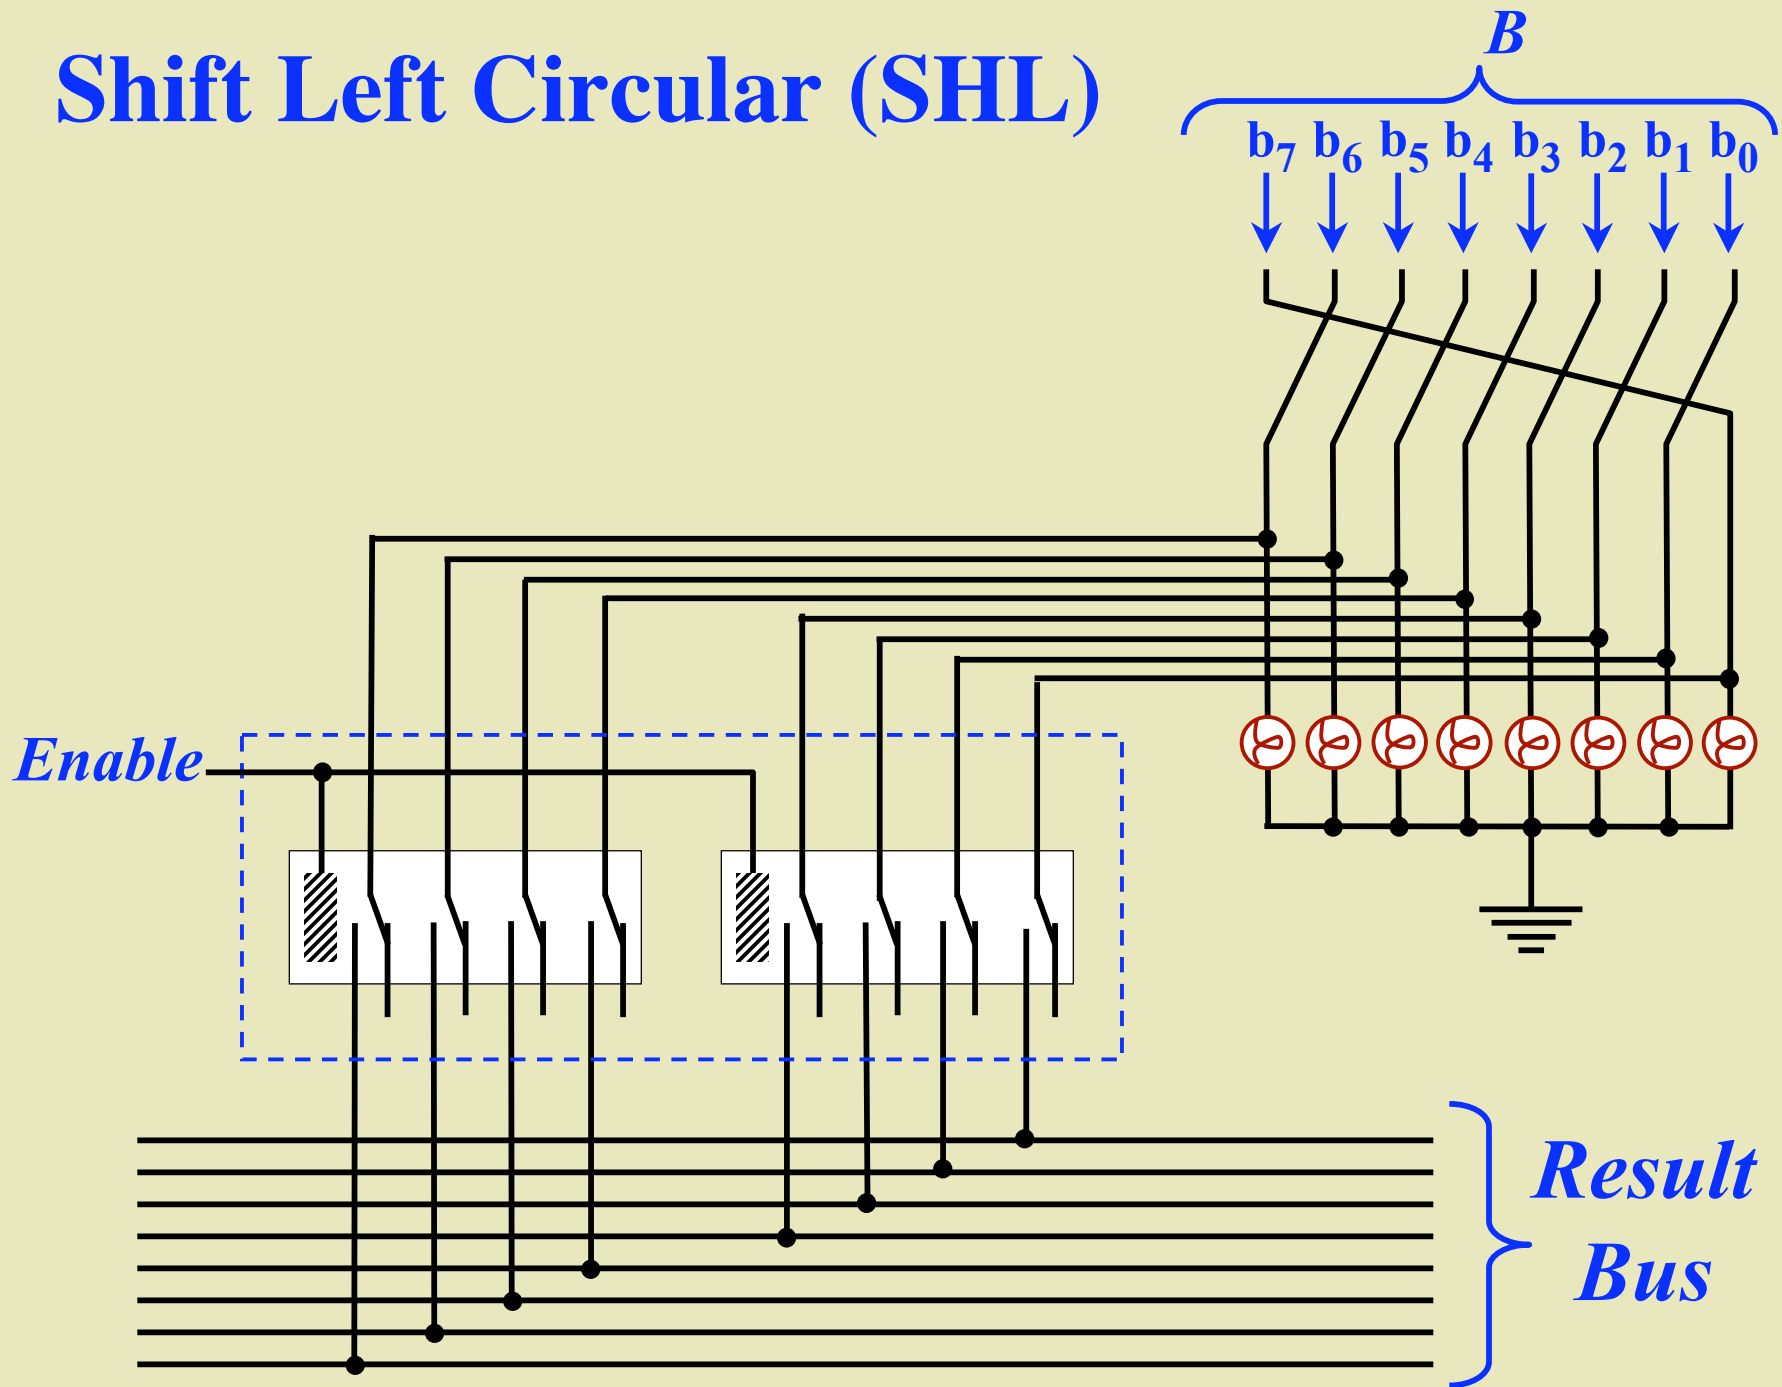 Shift Left Circular (SHL)
B
b7 b6 b5 b4 b3 b2 b1 b0
Enable
Result
Bus